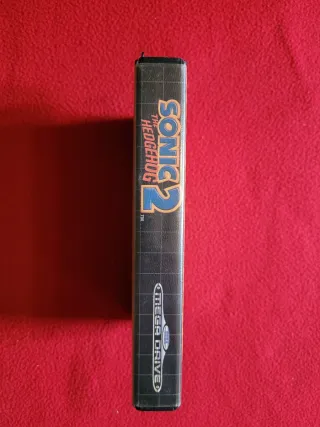 SONIC
THE
HEDGEHOG
2
TM
SEGA
MEGA DRIVE